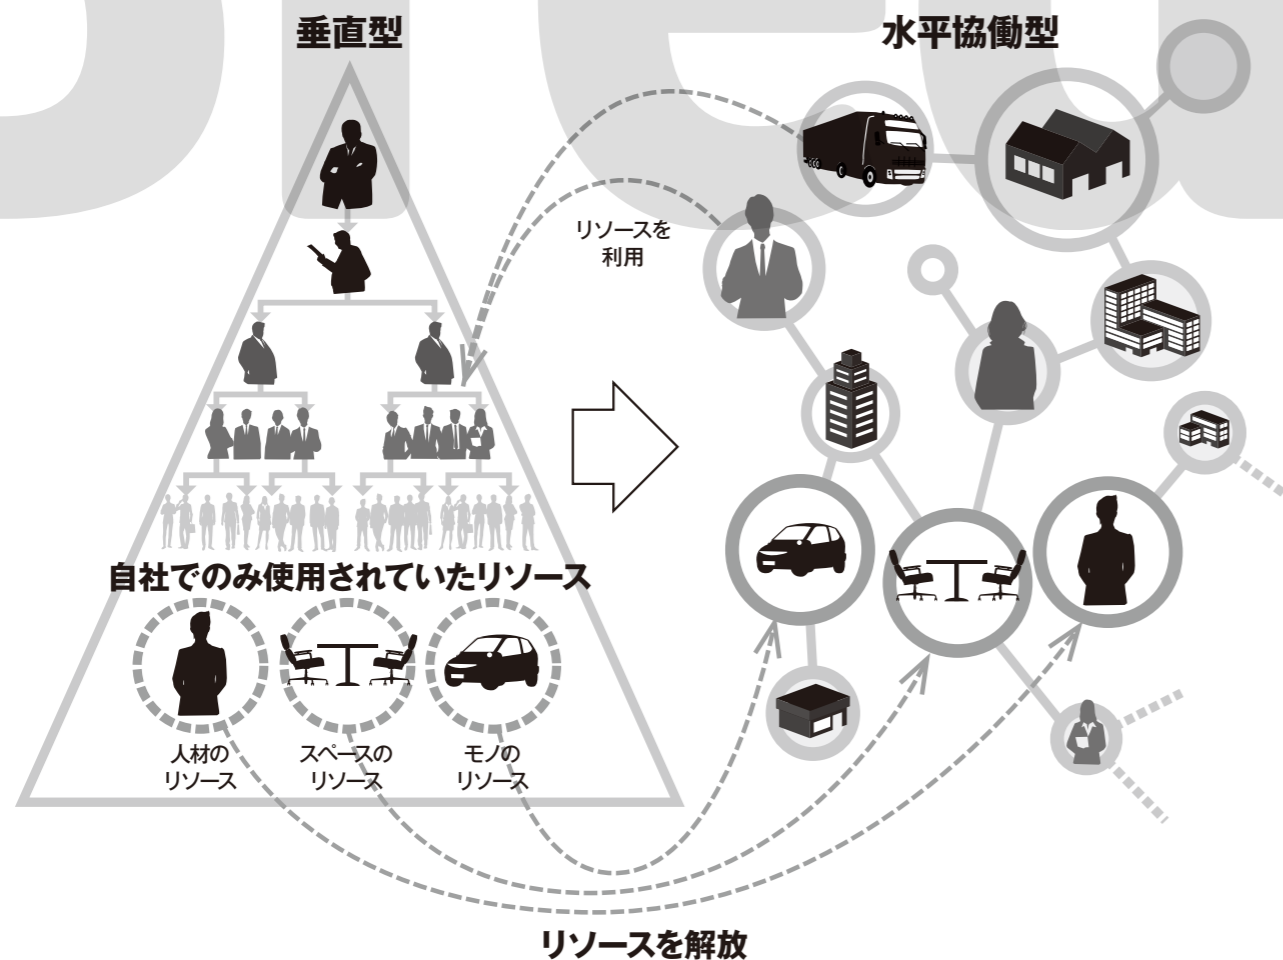 垂直型
水平協働型
リソースを
利用
自社でのみ使用されていたリソース
人材の
リソース
スペースの
リソース
モノの
リソース
リソースを解放